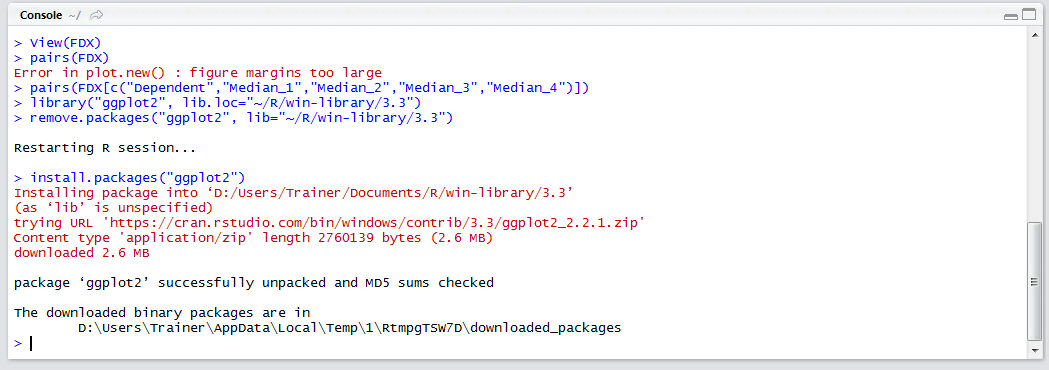 Console ~/
> View(FDX)
> pairs(FDX)
Error in plot.new() : figure margins too large
> pairs(FDX[c("Dependent","Median_1","Median_2","Median_3","Median_4")])
> library("ggplot2", lib.loc="~/R/win-library/3.3")
> remove.packages("ggplot2", lib="~/R/win-library/3.3")
Restarting R session...
> install.packages("ggplot2")
Installing package into ‘D:/Users/Trainer/Documents/R/win-library/3.3’
(as ‘lib’ is unspecified)
trying URL 'https://cran.rstudio.com/bin/windows/contrib/3.3/ggplot2_2.2.1.zip'
Content type 'application/zip' length 2760139 bytes (2.6 MB)
downloaded 2.6 MB
package ‘ggplot2’ successfully unpacked and MD5 sums checked
The downloaded binary packages are in
D:\Users\Trainer\AppData\Local\Temp\1\RtmpgTSW7D\downloaded_packages
>